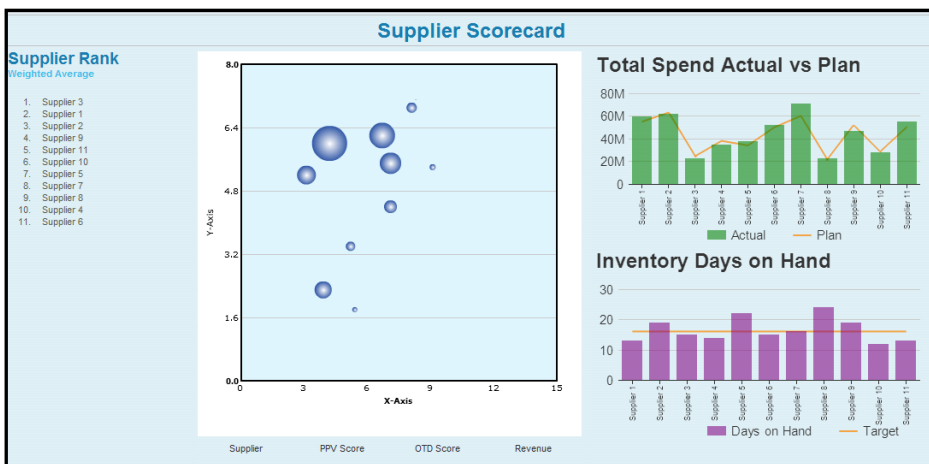 Supplier Scorecard
Supplier Rank
Weighted Average
1. Supplier 3
2. Supplier 1
3. Supplier 2
4. Supplier 9
5. Supplier 11
6. Supplier 10
7. Supplier 5
8. Supplier 7
9. Supplier 8
10. Supplier 4
11. Supplier 6
8.0
6.4
4.8
3.2
1.6
0.0
Y-Axis
0 3 6 9 12 15
X-Axis
Supplier PPV Score OTD Score Revenue
Total Spend Actual vs Plan
80M
60M
40M
20M
0
Supplier 1 Supplier 2 Supplier 3 Supplier 4 Supplier 5 Supplier 6 Supplier 7 Supplier 8 Supplier 9 Supplier 10 Supplier 11
Actual Plan
Inventory Days on Hand
30
20
10
0
Supplier 1 Supplier 2 Supplier 3 Supplier 4 Supplier 5 Supplier 6 Supplier 7 Supplier 8 Supplier 9 Supplier 10 Supplier 11
Days on Hand Target